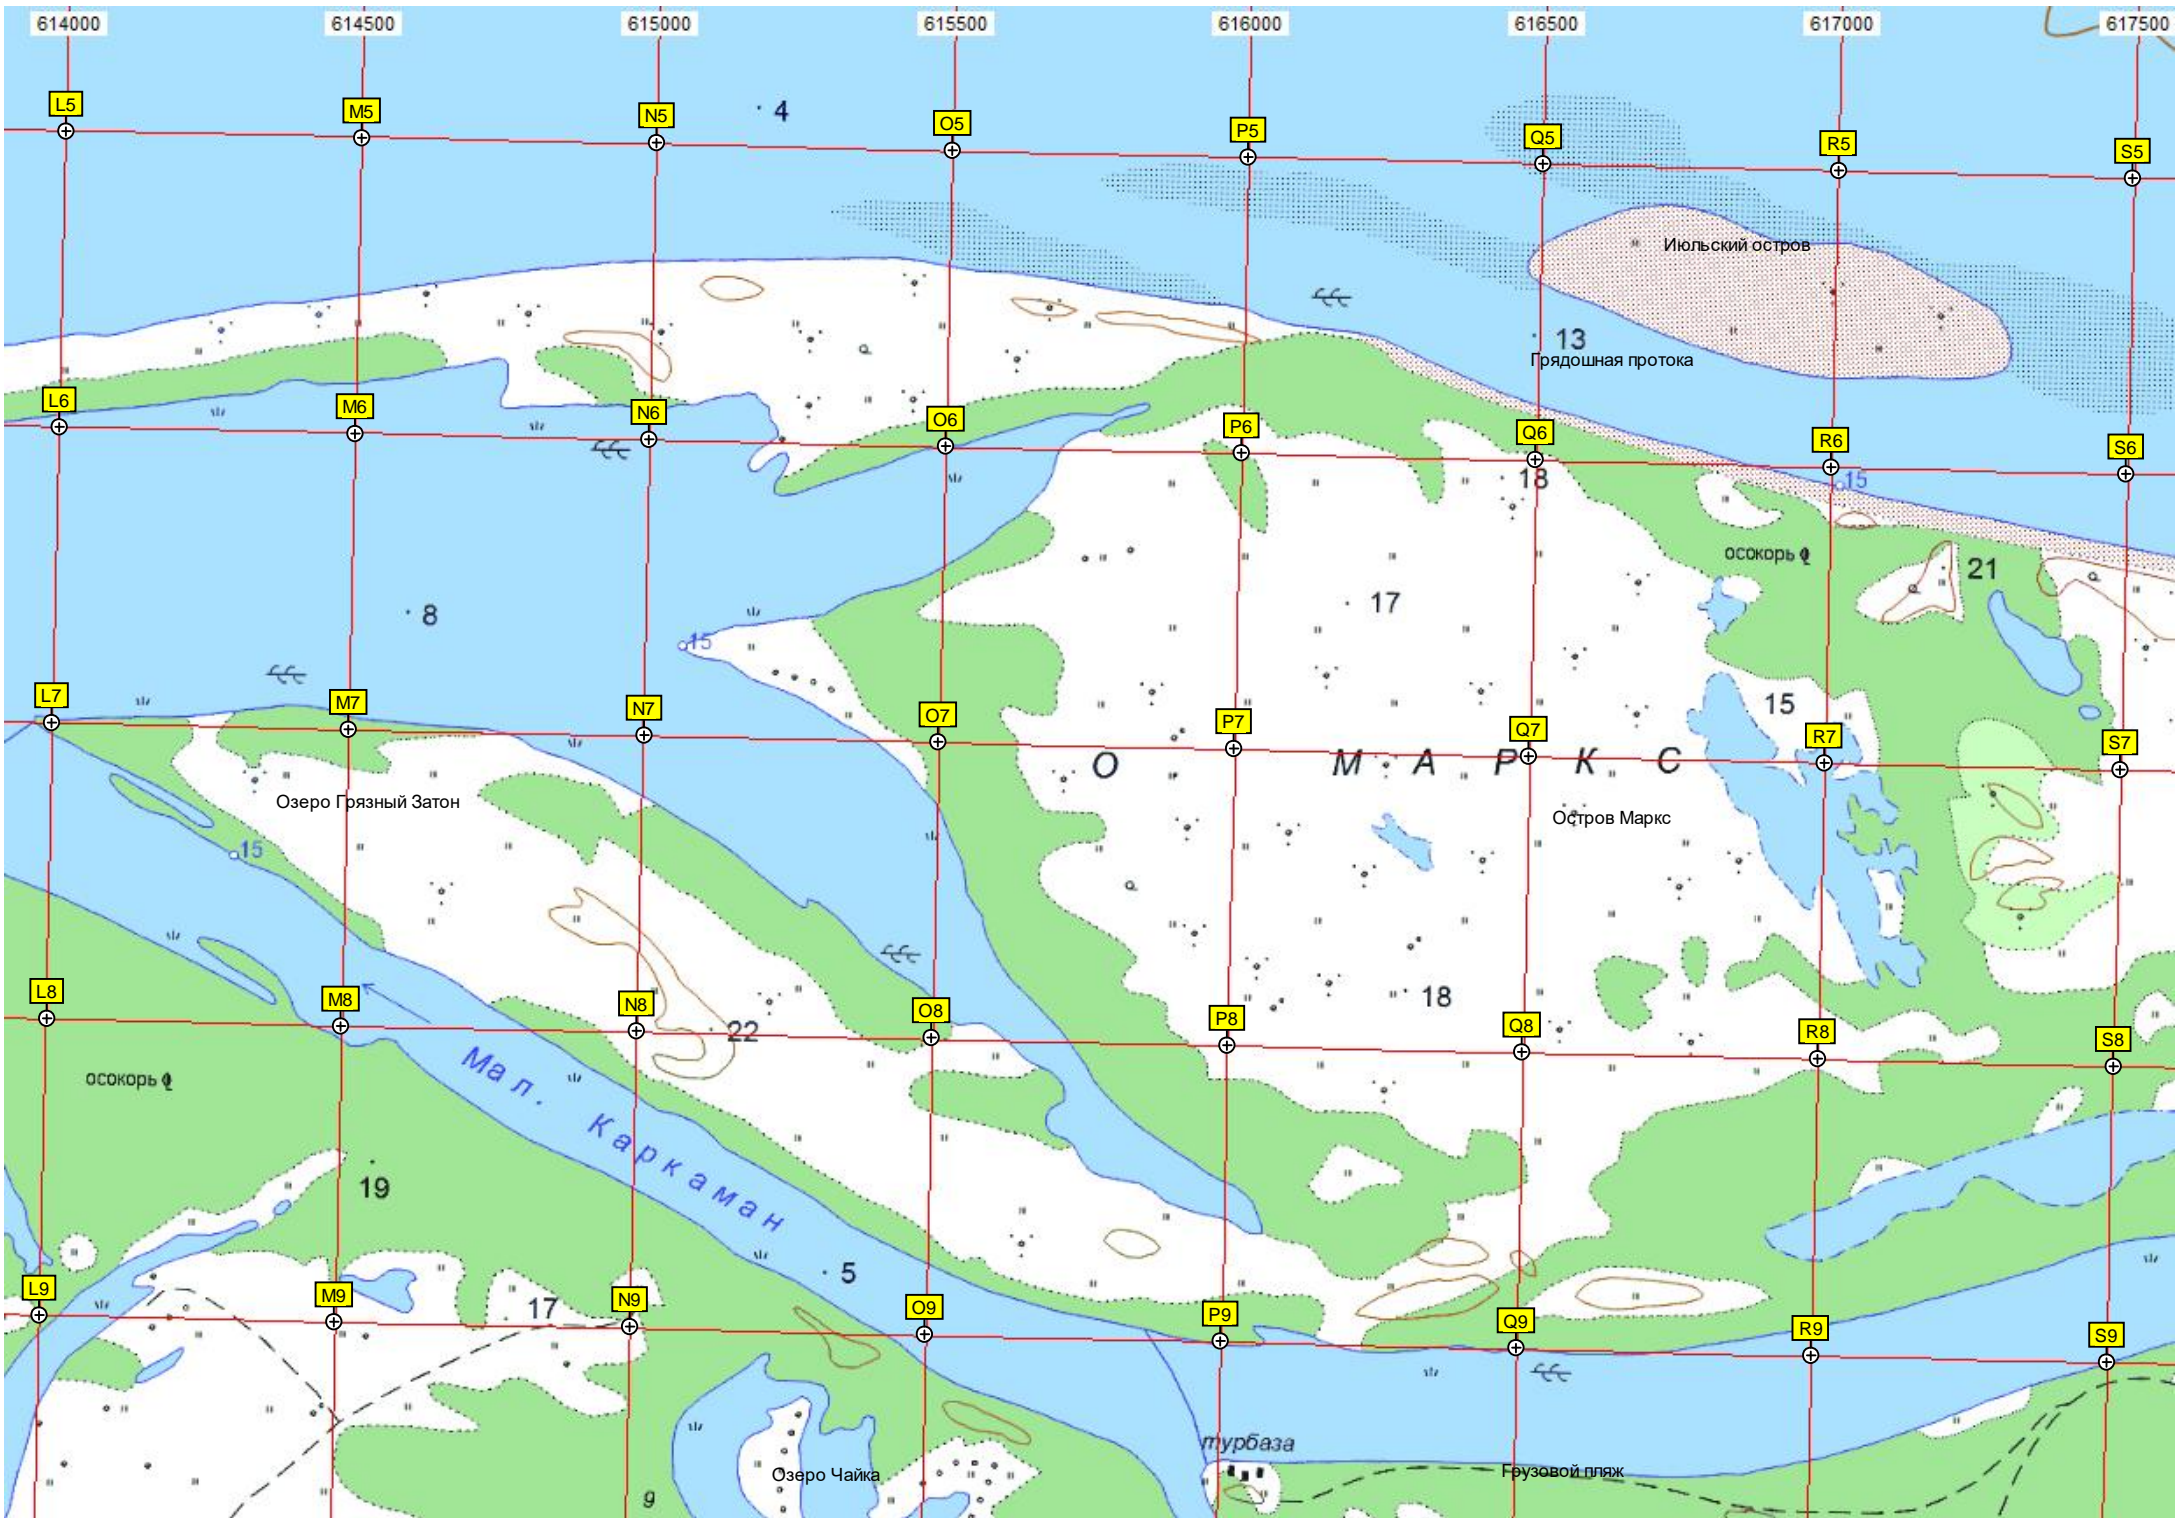 614000 614500 615000 615500 616000 616500 617000 617500
L5 M5 N5 O5 P5 Q5 R5 S5
4
Июльский остров
13
Грядошная протока
L6 M6 N6 O6 P6 Q6 R6 S6
18
15
осокорь
21
17
8
15
L7 M7 N7 O7 P7 Q7 R7 S7
15
О МАРКС
Озеро Грязный Затон
Остров Маркс
15
L8 M8 N8 O8 P8 Q8 R8 S8
18
22
осокорь
Мал. Каркаман
19
5
L9 M9 N9 O9 P9 Q9 R9 S9
17
турбаза
Озеро Чайка
Грузовой пляж
9